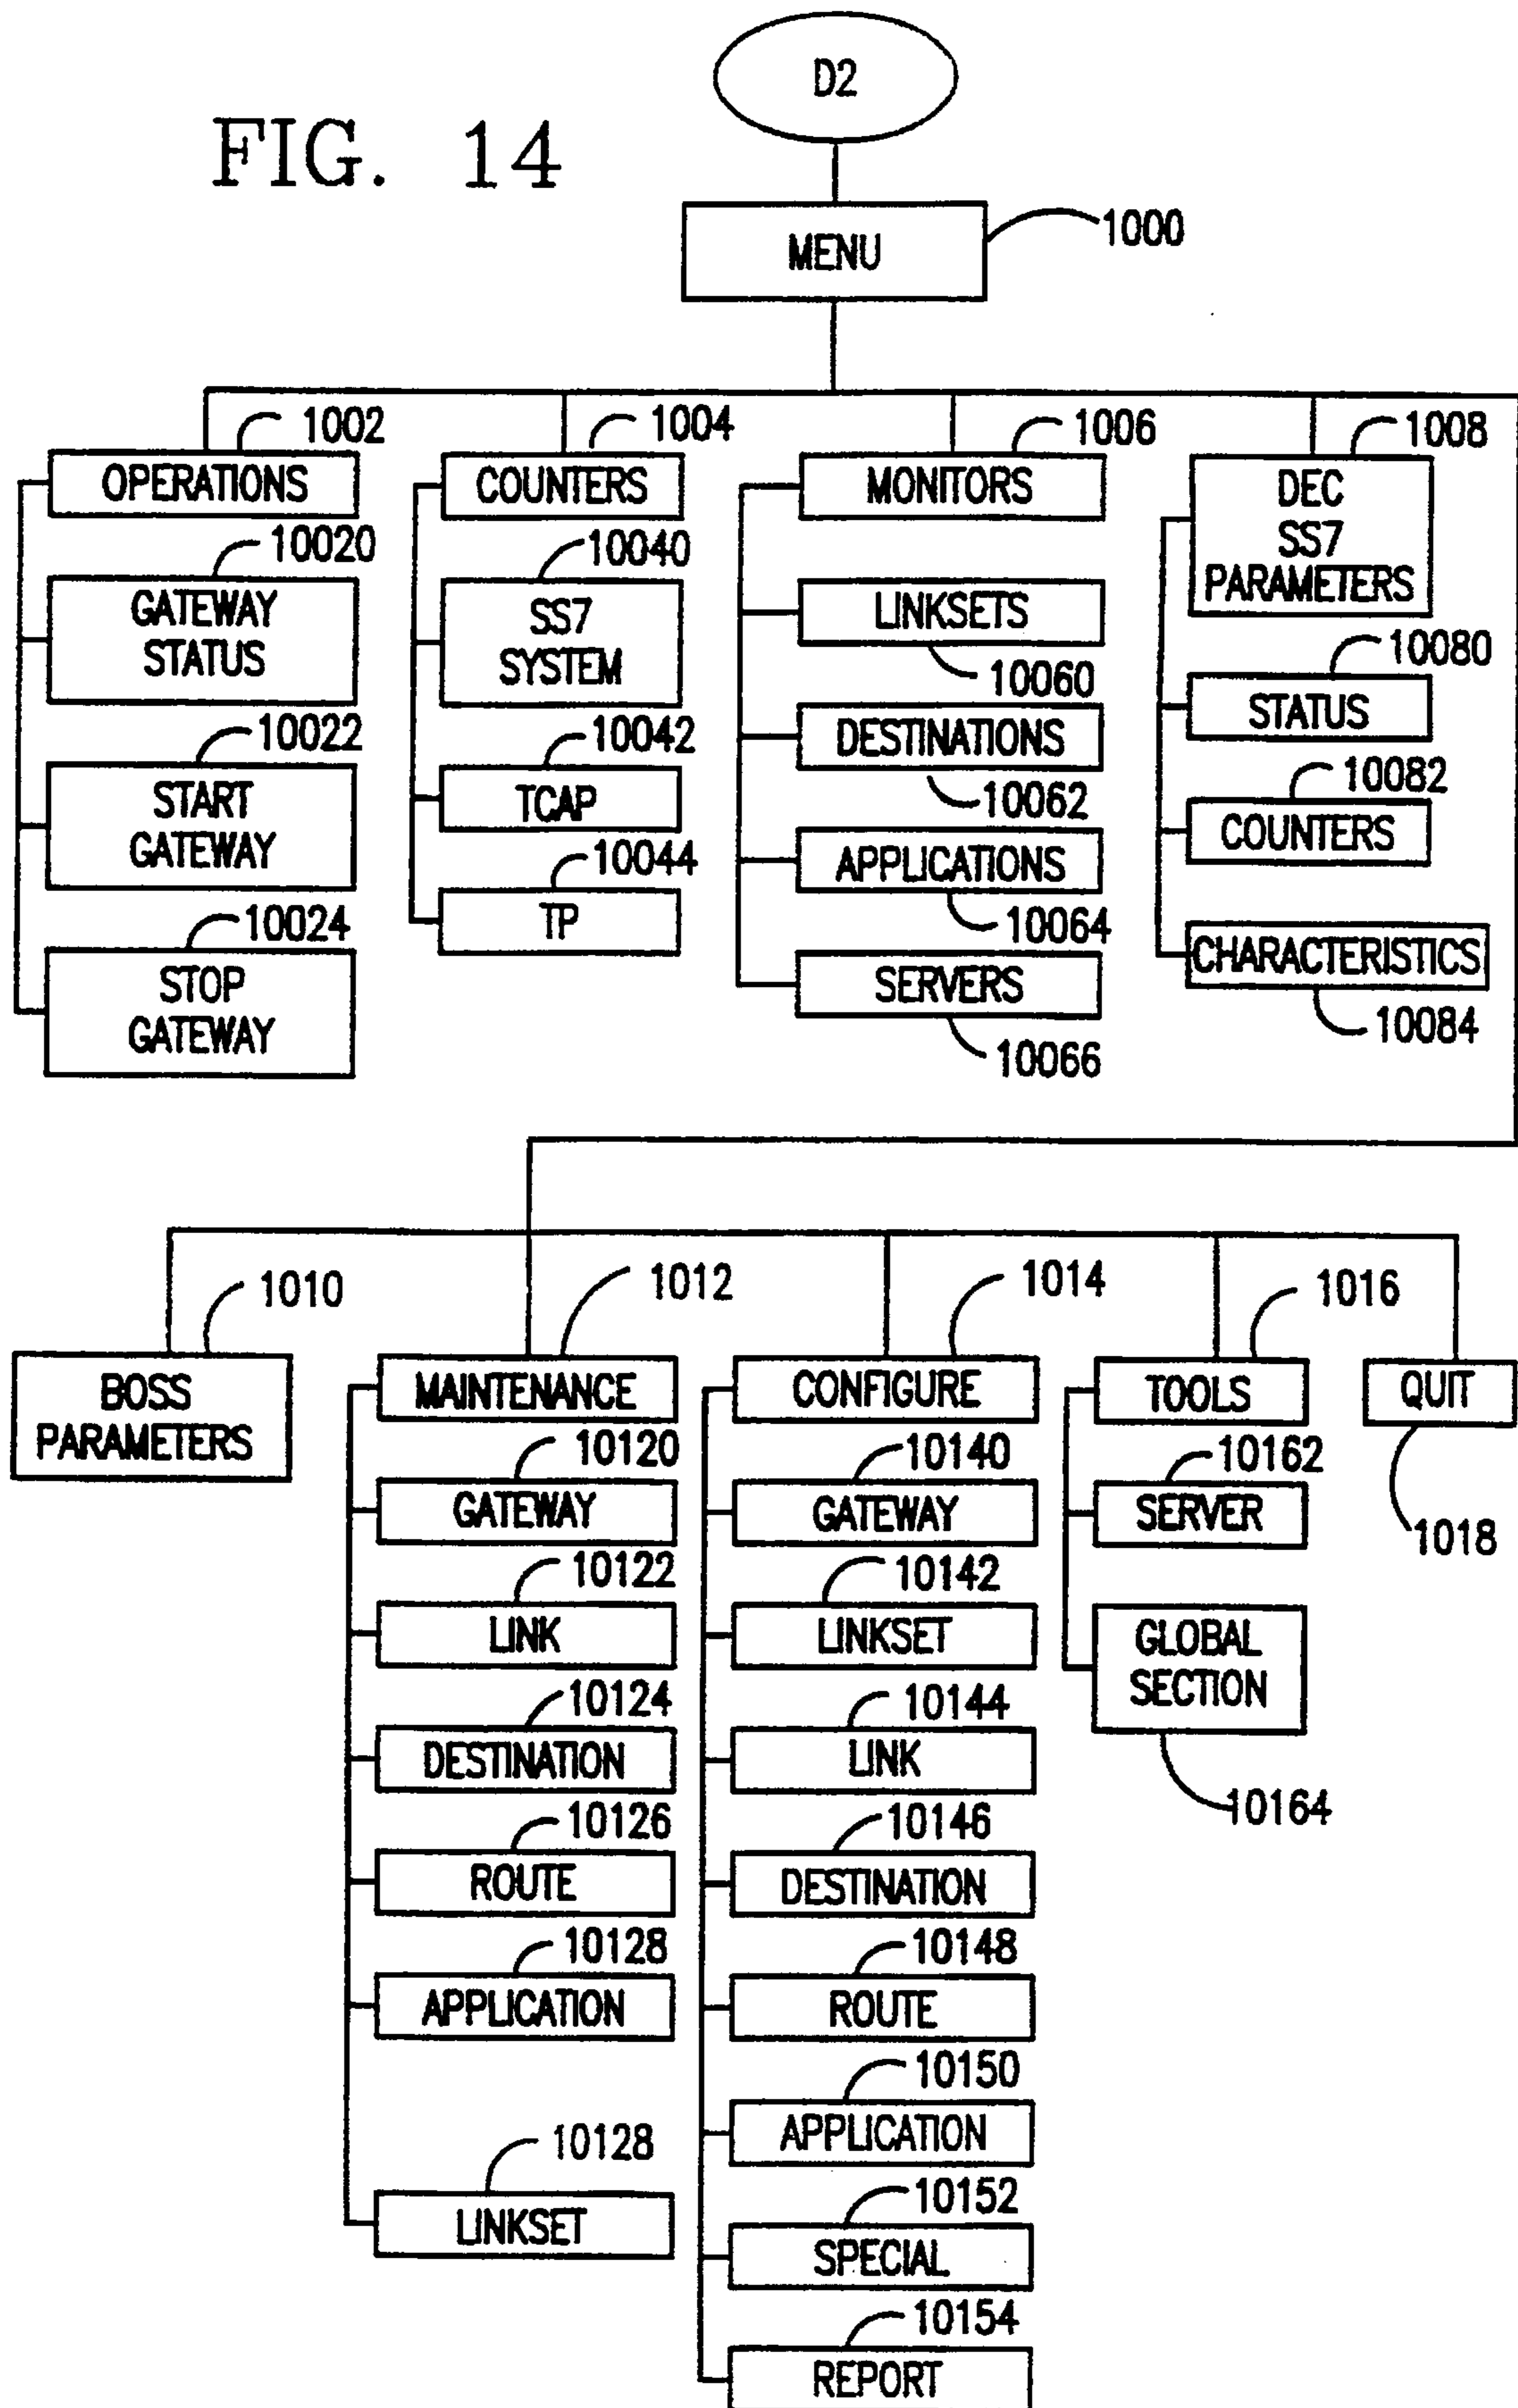 FIG. 14
D2
MENU
1000
1002
OPERATIONS
10020
GATEWAY
STATUS
10022
START
GATEWAY
10024
STOP
GATEWAY
1004
COUNTERS
10040
SS7
SYSTEM
10042
TCAP
10044
TP
1006
MONITORS
LINKSETS
10060
DESTINATIONS
10062
APPLICATIONS
10064
SERVERS
10066
1008
DEC
SS7
PARAMETERS
10080
STATUS
10082
COUNTERS
CHARACTERISTICS
10084
1010
BOSS
PARAMETERS
1012
MAINTENANCE
10120
GATEWAY
10122
LINK
10124
DESTINATION
10126
ROUTE
10128
APPLICATION
10128
LINKSET
1014
CONFIGURE
10140
GATEWAY
10142
LINKSET
10144
LINK
10146
DESTINATION
10148
ROUTE
10150
APPLICATION
10152
SPECIAL
10154
REPORT
1016
TOOLS
10162
SERVER
GLOBAL
SECTION
10164
QUIT
1018